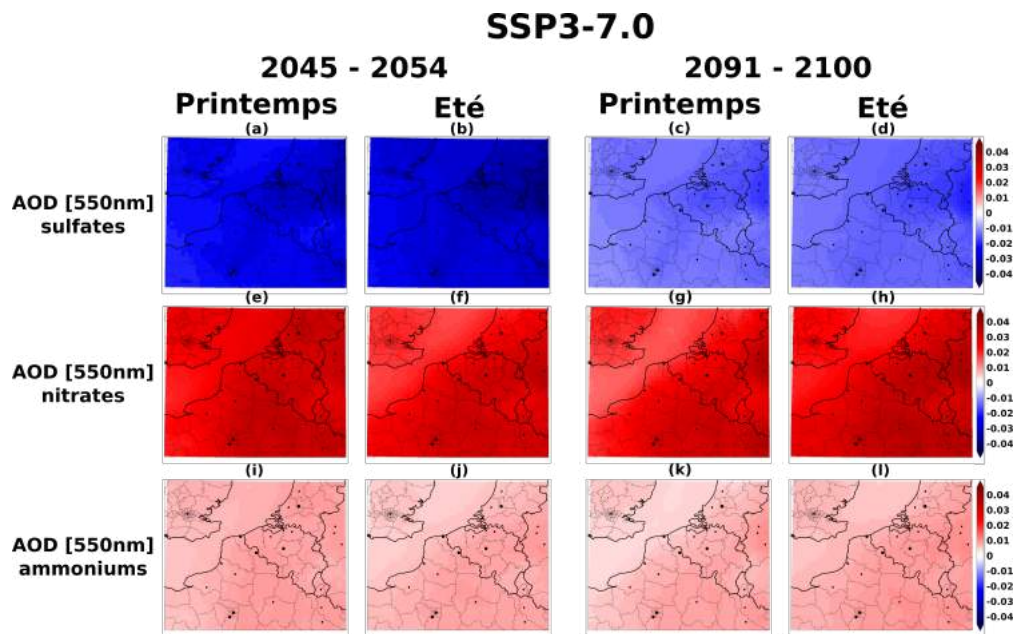 SSP3-7.0
2045 - 2054 2091 - 2100
Printemps Eté Printemps Eté
(a) (b) (c) (d)
AOD [550nm]
sulfates
0.04
0.03
0.02
0.01
0
-0.01
-0.02
-0.03
-0.04
(e) (f) (g) (h)
AOD [550nm]
nitrates
0.04
0.03
0.02
0.01
0
-0.01
-0.02
-0.03
-0.04
(i) (j) (k) (l)
AOD [550nm]
ammoniums
0.04
0.03
0.02
0.01
0
-0.01
-0.02
-0.03
-0.04